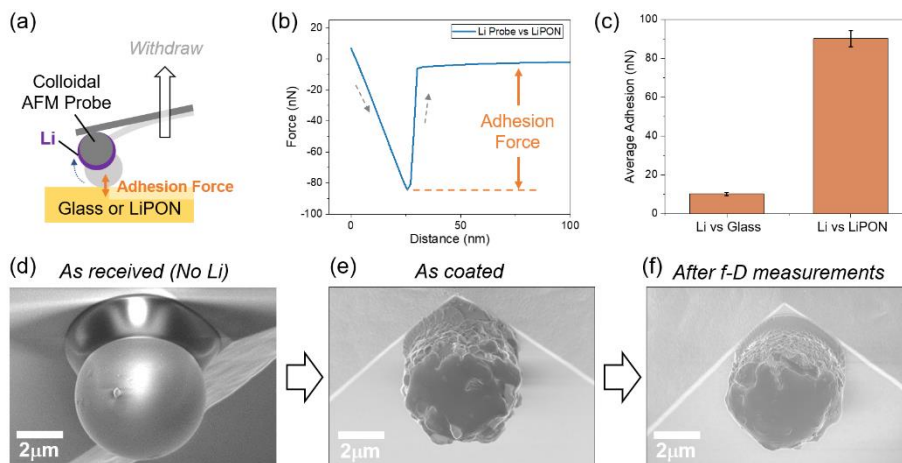 (a)
Withdraw
Colloidal
AFM Probe
Li
Adhesion Force
Glass or LiPON
(b)
Li Probe vs LiPON
Force (nN)
0
-20
-40
-60
-80
-100
Adhesion
Force
0
50
100
Distance (nm)
(c)
Average Adhesion (nN)
100
80
60
40
20
0
Li vs Glass
Li vs LiPON
(d)
As received (No Li)
2μm
(e)
As coated
2μm
(f)
After f-D measurements
2μm